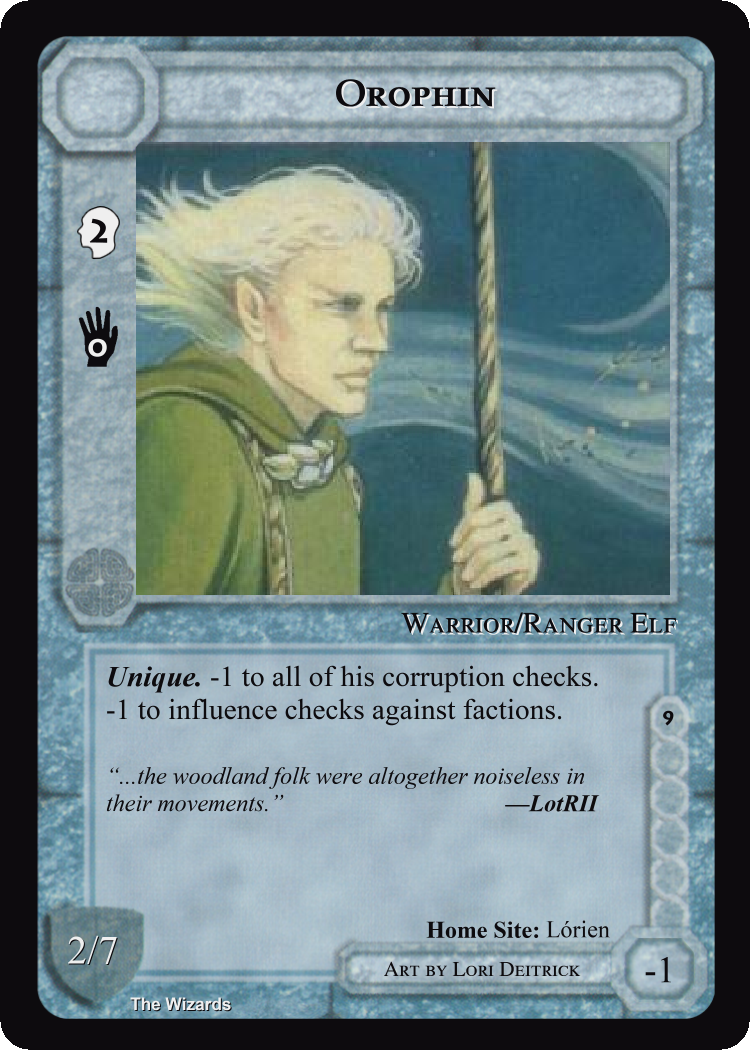 Orophin
2
0
Warrior/Ranger Elf
Unique. -1 to all of his corruption checks.
-1 to influence checks against factions.
9
“...the woodland folk were altogether noiseless in
their movements.” —LotRII
Home Site: Lórien
2/7
Art by Lori Deitrick
-1
The Wizards